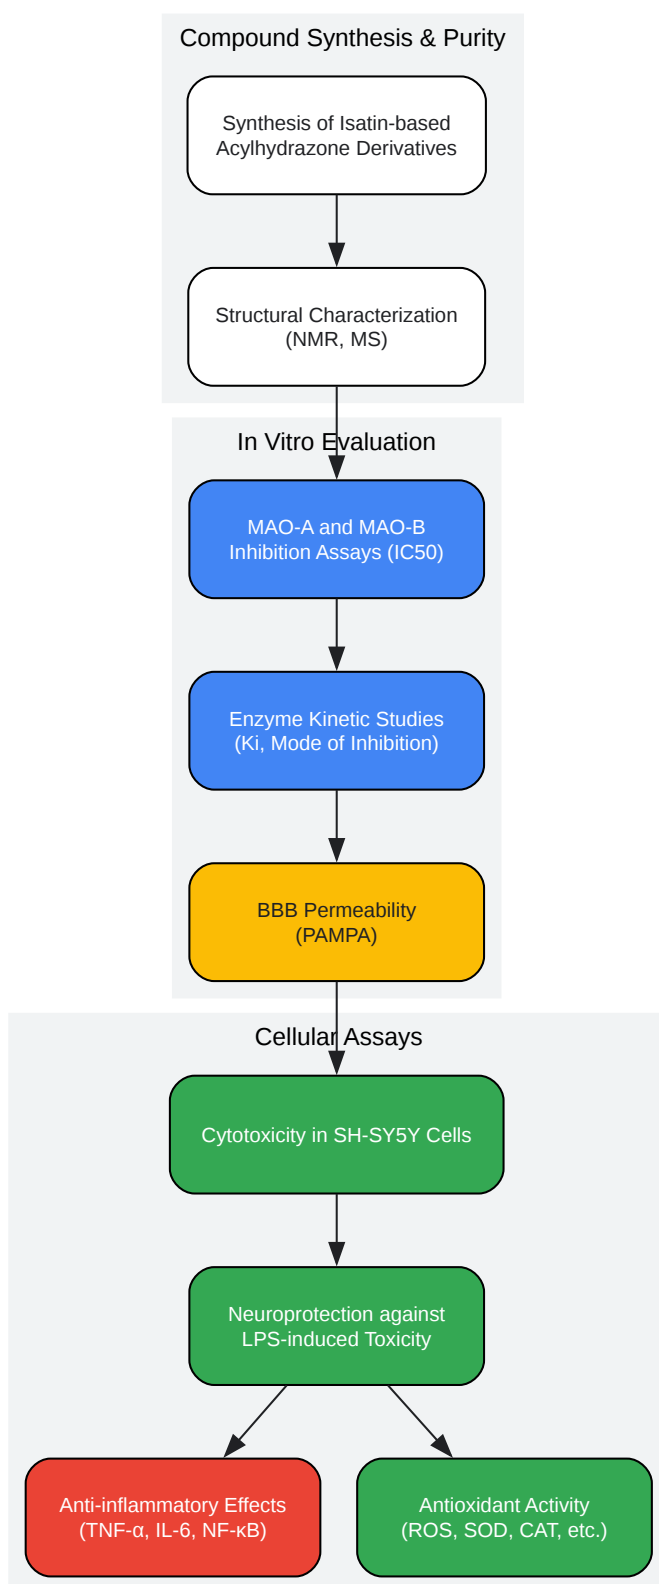 Compound Synthesis & Purity
Synthesis of Isatin-based
Acylhydrazone Derivatives
Structural Characterization
(NMR, MS)
In Vitro Evaluation
MAO-A and MAO-B
Inhibition Assays (IC50)
Enzyme Kinetic Studies
(Ki, Mode of Inhibition)
BBB Permeability
(PAMPA)
Cellular Assays
Cytotoxicity in SH-SY5Y Cells
Neuroprotection against
LPS-induced Toxicity
Anti-inflammatory Effects
(TNF-α, IL-6, NF-κB)
Antioxidant Activity
(ROS, SOD, CAT, etc.)